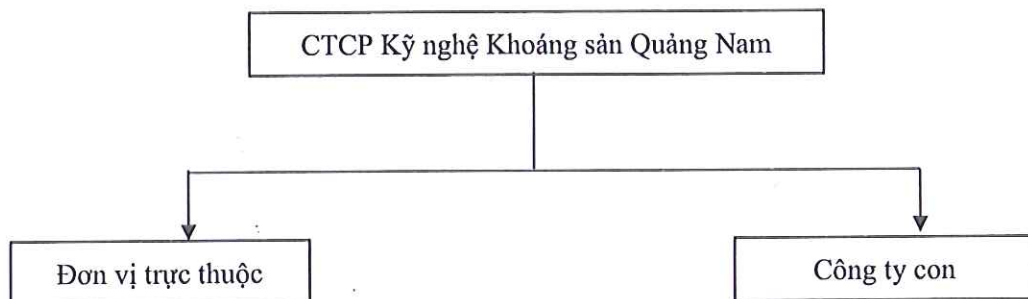 CTCP Kỹ nghệ Khoáng sản Quảng Nam
Đơn vị trực thuộc
Công ty con